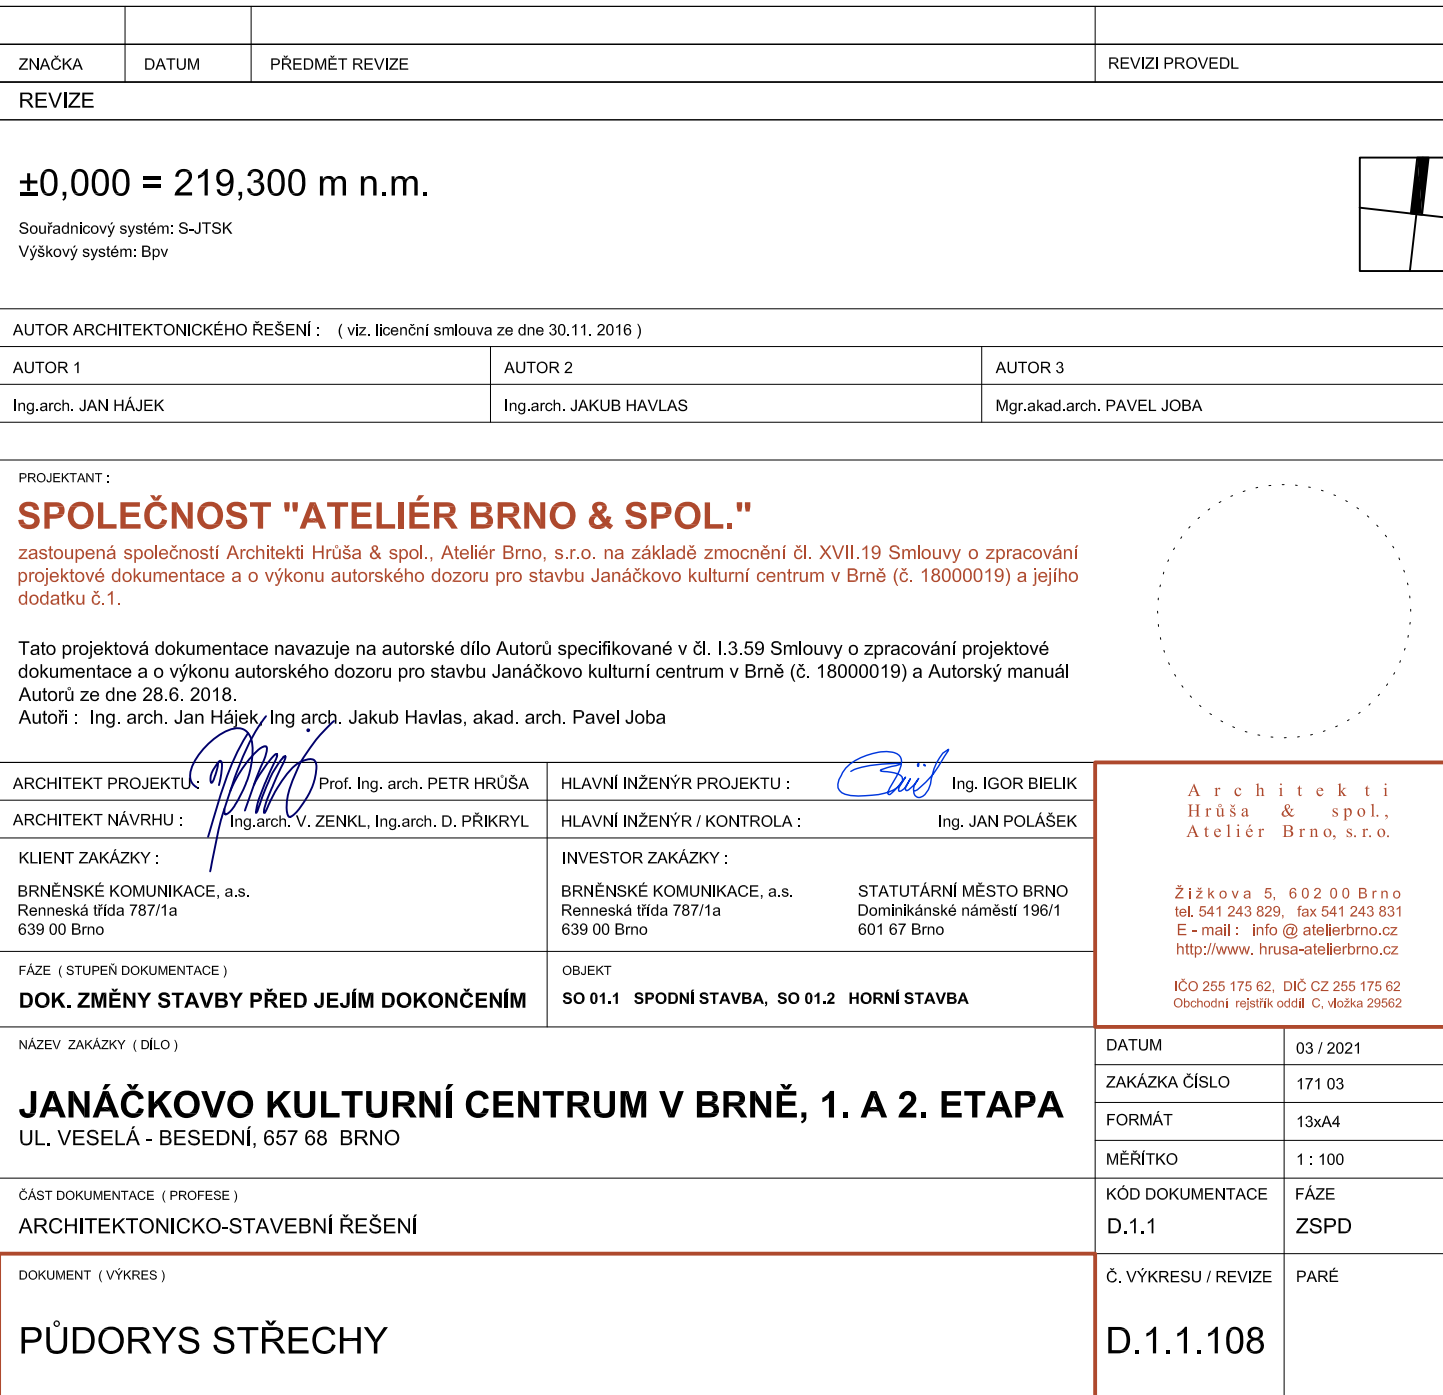 ZNAČKA DATUM PŘEDMĚT REVIZE REVIZI PROVEDL
REVIZE
±0,000 = 219,300 m n.m.
Souřadnicový systém: S-JTSK
Výškový systém: Bpv
AUTOR ARCHITEKTONICKÉHO ŘEŠENÍ : ( viz. licenční smlouva ze dne 30.11. 2016 )
AUTOR 1 AUTOR 2 AUTOR 3
Ing.arch. JAN HÁJEK Ing.arch. JAKUB HAVLAS Mgr.akad.arch. PAVEL JOBA
PROJEKTANT :
SPOLEČNOST "ATELIÉR BRNO & SPOL."
zastoupená společností Architekti Hrůša & spol., Ateliér Brno, s.r.o. na základě zmocnění čl. XVII.19 Smlouvy o zpracování
projektové dokumentace a o výkonu autorského dozoru pro stavbu Janáčkovo kulturní centrum v Brně (č. 18000019) a jejího
dodatku č.1.
Tato projektová dokumentace navazuje na autorské dílo Autorů specifikované v čl. I.3.59 Smlouvy o zpracování projektové
dokumentace a o výkonu autorského dozoru pro stavbu Janáčkovo kulturní centrum v Brně (č. 18000019) a Autorský manuál
Autorů ze dne 28.6. 2018.
Autoři : Ing. arch. Jan Hájek, Ing arch. Jakub Havlas, akad. arch. Pavel Joba
ARCHITEKT PROJEKTU : Prof. Ing. arch. PETR HRŮŠA
HLAVNÍ INŽENÝR PROJEKTU : Ing. IGOR BIELIK
ARCHITEKT NÁVRHU : Ing.arch. V. ZENKL, Ing.arch. D. PŘIKRYL
HLAVNÍ INŽENÝR / KONTROLA : Ing. JAN POLÁŠEK
KLIENT ZAKÁZKY :
BRNĚNSKÉ KOMUNIKACE, a.s.
Renneská třída 787/1a
639 00 Brno
INVESTOR ZAKÁZKY :
BRNĚNSKÉ KOMUNIKACE, a.s.
Renneská třída 787/1a
639 00 Brno
STATUTÁRNÍ MĚSTO BRNO
Dominikánské náměstí 196/1
601 67 Brno
Architekti
Hrůša & spol.,
Ateliér Brno, s.r.o.
Žižkova 5, 602 00 Brno
tel. 541 243 829, fax 541 243 831
E - mail : info @ atelierbrno.cz
http://www. hrusa-atelierbrno.cz
IČO 255 175 62, DIČ CZ 255 175 62
Obchodní rejstřík oddíl C, vložka 29562
FÁZE ( STUPEŇ DOKUMENTACE )
DOK. ZMĚNY STAVBY PŘED JEJÍM DOKONČENÍM
OBJEKT
SO 01.1 SPODNÍ STAVBA, SO 01.2 HORNÍ STAVBA
NÁZEV ZAKÁZKY ( DÍLO )
JANÁČKOVO KULTURNÍ CENTRUM V BRNĚ, 1. A 2. ETAPA
UL. VESELÁ - BESEDNÍ, 657 68 BRNO
DATUM 03 / 2021
ZAKÁZKA ČÍSLO 171 03
FORMÁT 13xA4
MĚŘÍTKO 1 : 100
ČÁST DOKUMENTACE ( PROFESE )
ARCHITEKTONICKO-STAVEBNÍ ŘEŠENÍ
KÓD DOKUMENTACE FÁZE
D.1.1 ZSPD
DOKUMENT ( VÝKRES )
PŮDORYS STŘECHY
Č. VÝKRESU / REVIZE PARÉ
D.1.1.108